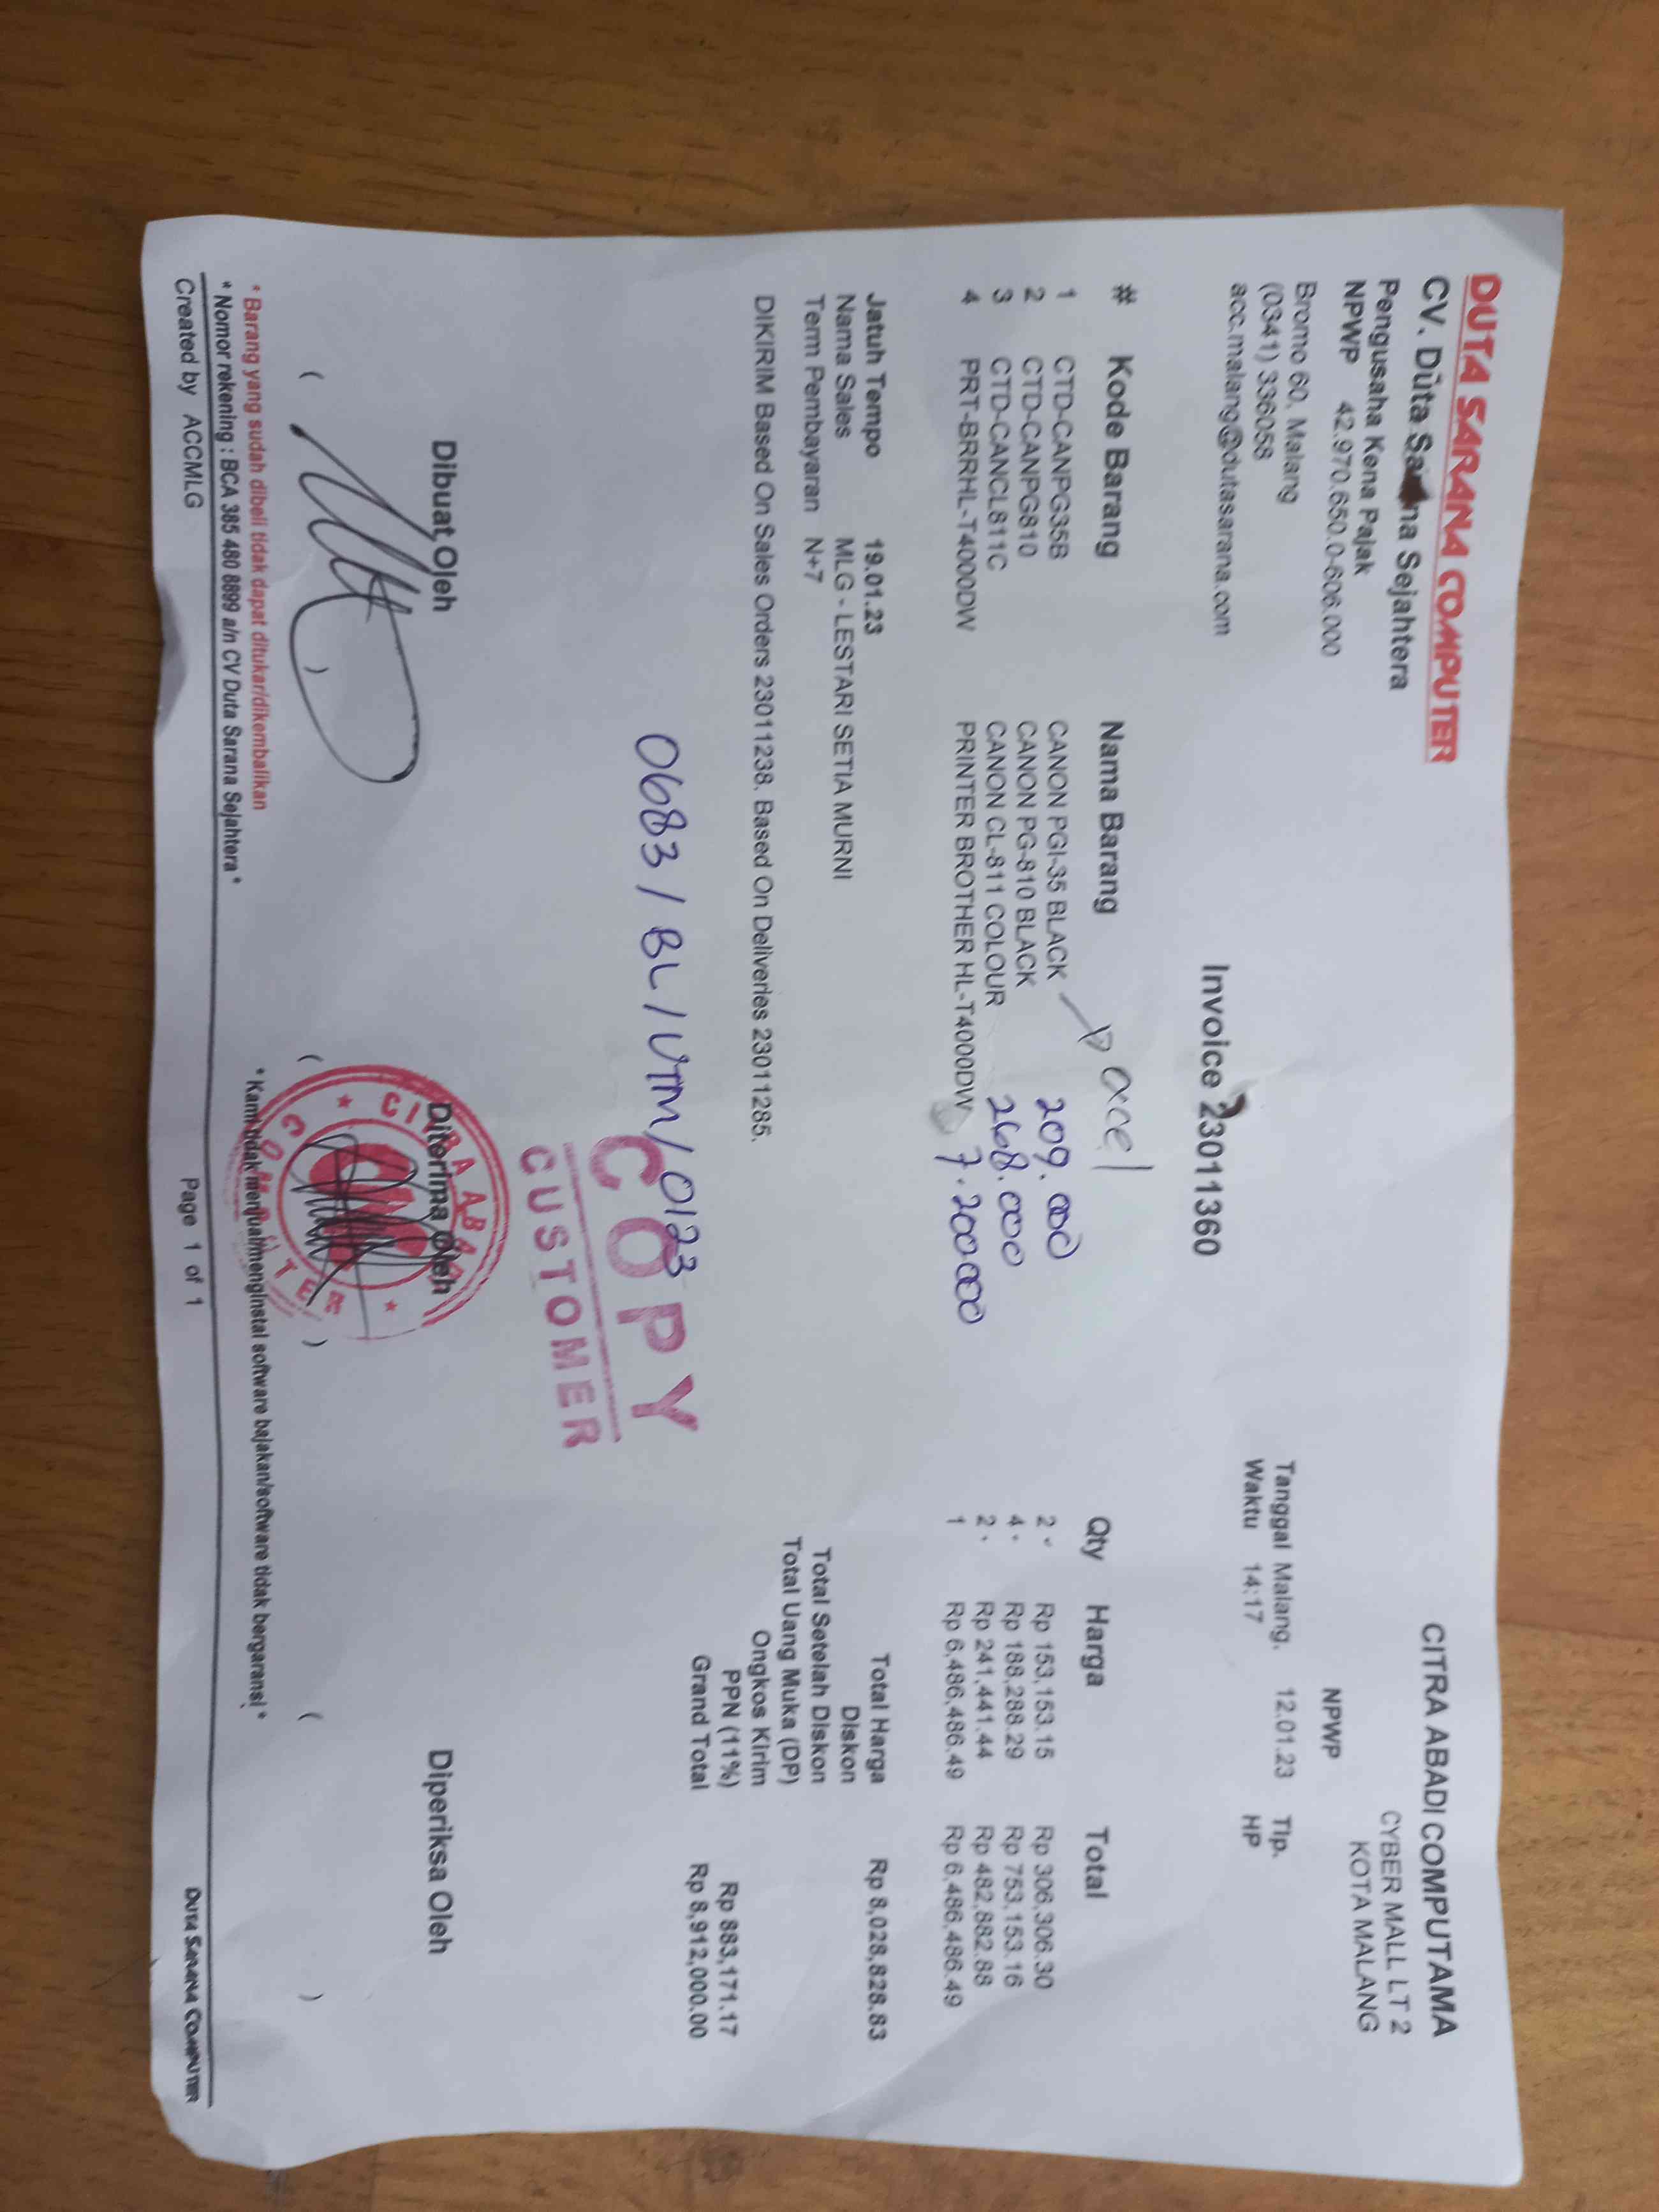 DUTA SARANA COMPUTER
CV. Duta Sarana Sejahtera
Pengusaha Kena Pajak
NPWP 42.970.650.0-606.000
Bromo 60, Malang
(0341) 336058
acc.malang@dutasarana.com
CITRA ABADI COMPUTAMA
CYBER MALL LT 2
KOTA MALANG
NPWP
Tanggal Malang, 12.01.23 Tlp.
Waktu 14:17 HP
Invoice 23011360
# Kode Barang Nama Barang Qty Harga Total
1 CTD-CANPG35B CANON PGI-35 BLACK 2 Rp 153,153.15 Rp 306,306.30
2 CTD-CANPG810 CANON PG-810 BLACK 209.000 4 Rp 188,288.29 Rp 753,153.16
3 CTD-CANCL811C CANON CL-811 COLOUR 268.000 2 Rp 241,441.44 Rp 482,882.88
4 PRT-BRRHL-T4000DW PRINTER BROTHER HL-T4000DW 7.200000 1 Rp 6,486,486.49 Rp 6,486,486.49
Jatuh Tempo 19.01.23
Nama Sales MLG - LESTARI SETIA MURNI
Term Pembayaran N+7
DIKIRIM Based On Sales Orders 23011238. Based On Deliveries 23011285.
Total Harga Rp 8,028,828.83
Diskon
Total Setelah Diskon
Total Uang Muka (DP)
Ongkos Kirim
PPN (11%) Rp 883,171.17
Grand Total Rp 8,912,000.00
0683 / BL / UTM / 0123
COPY
CUSTOMER
Dibuat Oleh Diterima Oleh Diperiksa Oleh
( ) ( ) ( )
* Barang yang sudah dibeli tidak dapat ditukar/dikembalikan
* Nomor rekening : BCA 385 480 8899 a/n CV Duta Sarana Sejahtera *
* Kami tidak menjual/menginstal software bajakan/software tidak bergaransi *
Created by ACCMLG Page 1 of 1 DUTA SARANA COMPUTER